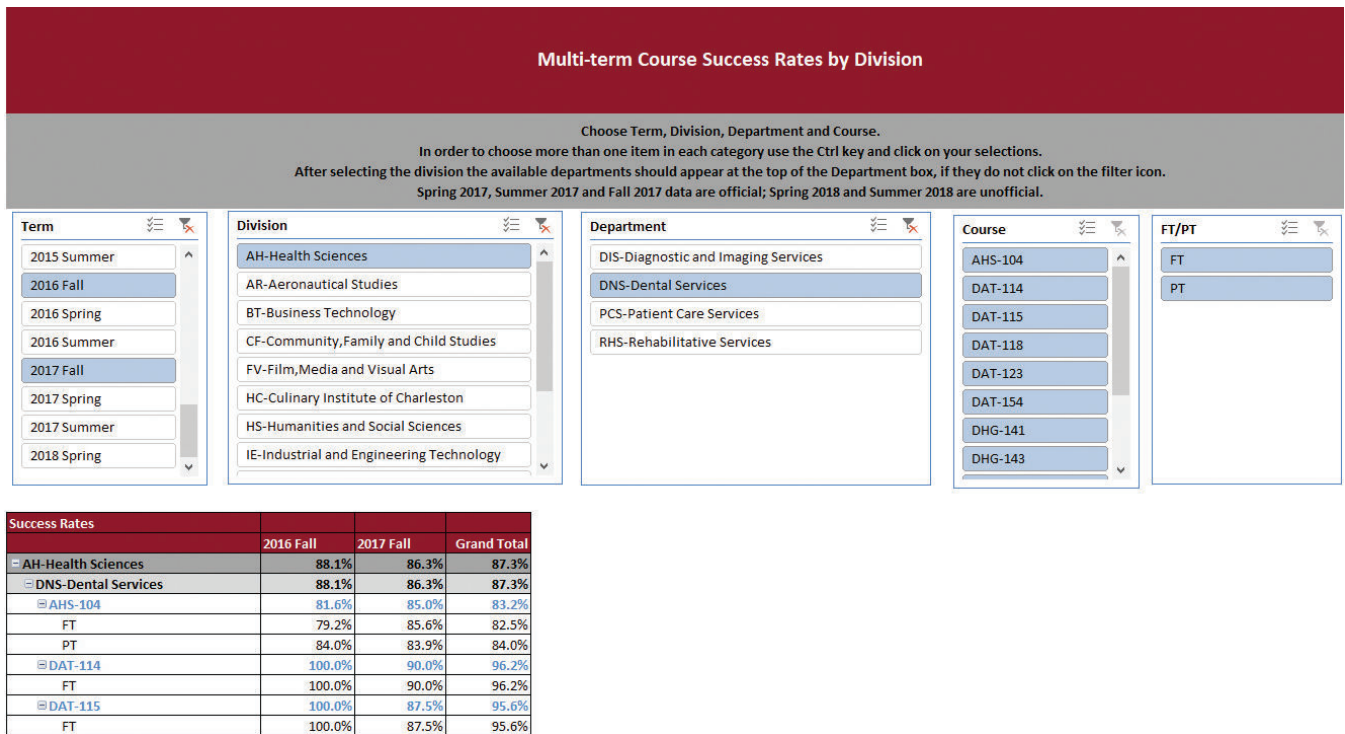 Multi-term Course Success Rates by Division
Choose Term, Division, Department and Course.
In order to choose more than one item in each category use the Ctrl key and click on your selections.
After selecting the division the available departments should appear at the top of the Department box, if they do not click on the filter icon.
Spring 2017, Summer 2017 and Fall 2017 data are official; Spring 2018 and Summer 2018 are unofficial.
Term
2015 Summer
2016 Fall
2016 Spring
2016 Summer
2017 Fall
2017 Spring
2017 Summer
2018 Spring
Division
AH-Health Sciences
AR-Aeronautical Studies
BT-Business Technology
CF-Community,Family and Child Studies
FV-Film,Media and Visual Arts
HC-Culinary Institute of Charleston
HS-Humanities and Social Sciences
IE-Industrial and Engineering Technology
Department
DIS-Diagnostic and Imaging Services
DNS-Dental Services
PCS-Patient Care Services
RHS-Rehabilitative Services
Course
AHS-104
DAT-114
DAT-115
DAT-118
DAT-123
DAT-154
DHG-141
DHG-143
FT/PT
FT
PT
Success Rates
2016 Fall 2017 Fall Grand Total
AH-Health Sciences 88.1% 86.3% 87.3%
DNS-Dental Services 88.1% 86.3% 87.3%
AHS-104 81.6% 85.0% 83.2%
FT 79.2% 85.6% 82.5%
PT 84.0% 83.9% 84.0%
DAT-114 100.0% 90.0% 96.2%
FT 100.0% 90.0% 96.2%
DAT-115 100.0% 87.5% 95.6%
FT 100.0% 87.5% 95.6%